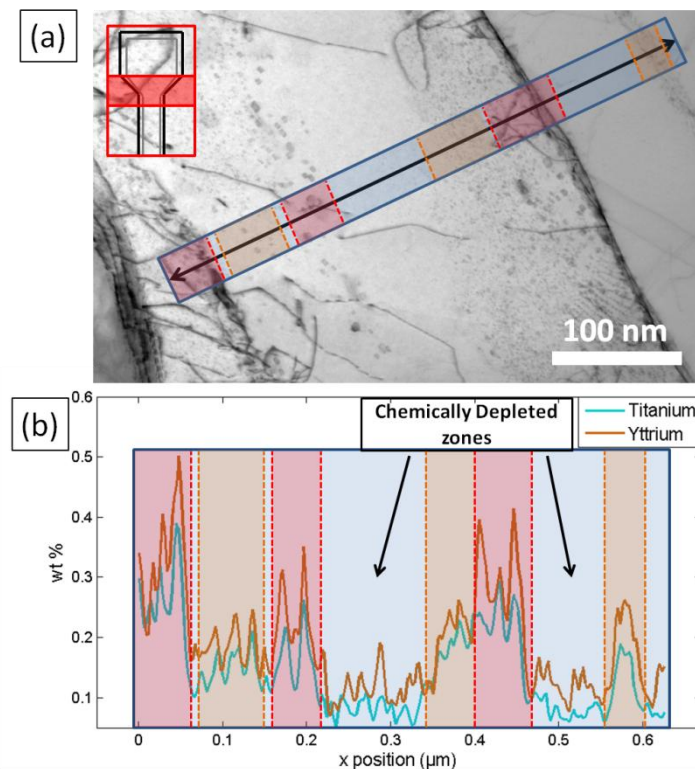 (a)
100 nm
(b)
0.6
0.5
0.4
0.3
0.2
0.1
wt %
Chemically Depleted
zones
Titanium
Yttrium
0
0.1
0.2
0.3
0.4
0.5
0.6
x position (µm)